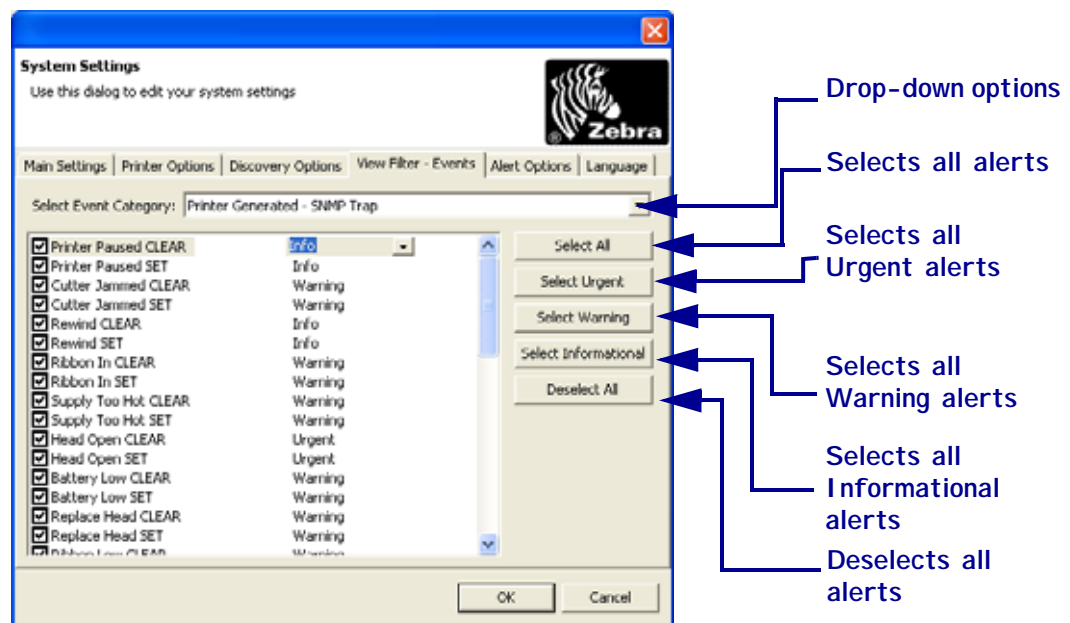 System Settings
Use this dialog to edit your system settings
Zebra
®
Main Settings Printer Options Discovery Options View Filter - Events Alert Options Language
Select Event Category: Printer Generated - SNMP Trap
Printer Paused CLEAR Info
Printer Paused SET Info
Cutter Jammed CLEAR Warning
Cutter Jammed SET Warning
Rewind CLEAR Info
Rewind SET Info
Ribbon In CLEAR Warning
Ribbon In SET Warning
Supply Too Hot CLEAR Warning
Supply Too Hot SET Warning
Head Open CLEAR Urgent
Head Open SET Urgent
Battery Low CLEAR Warning
Battery Low SET Warning
Replace Head CLEAR Warning
Replace Head SET Warning
Ribbon Low CLEAR Warning
Select All
Select Urgent
Select Warning
Select Informational
Deselect All
OK Cancel
Drop-down options
Selects all alerts
Selects all
Urgent alerts
Selects all
Warning alerts
Selects all
Informational
alerts
Deselects all
alerts